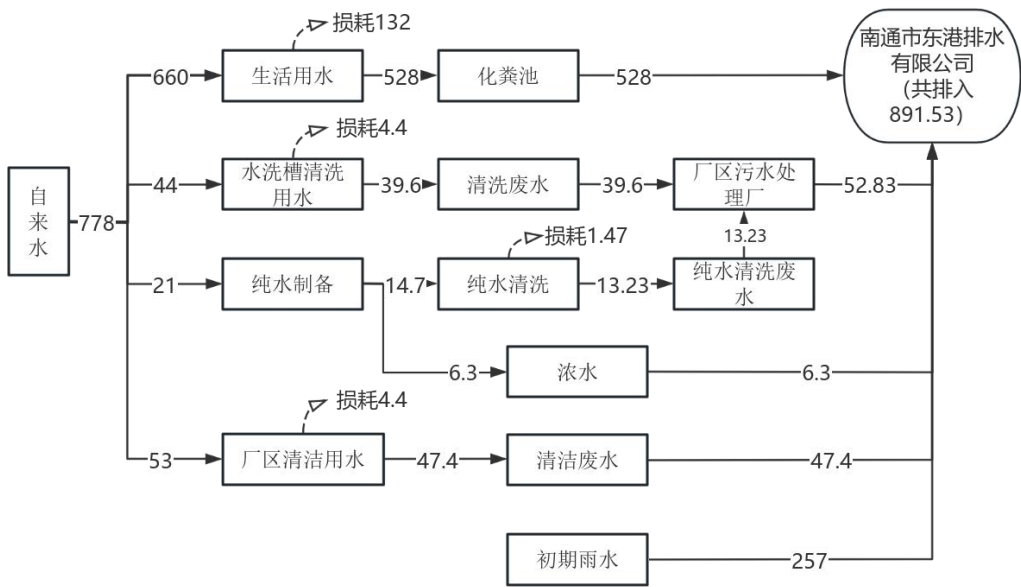 损耗132
南通市东港排水
有限公司
（共排入
891.53）
660
生活用水
528
化粪池
528
损耗4.4
自
来
水
778
44
水洗槽清洗
用水
39.6
清洗废水
39.6
厂区污水处
理厂
52.83
损耗1.47
13.23
21
纯水制备
14.7
纯水清洗
13.23
纯水清洗废
水
6.3
浓水
6.3
损耗4.4
53
厂区清洁用水
47.4
清洁废水
47.4
初期雨水
257